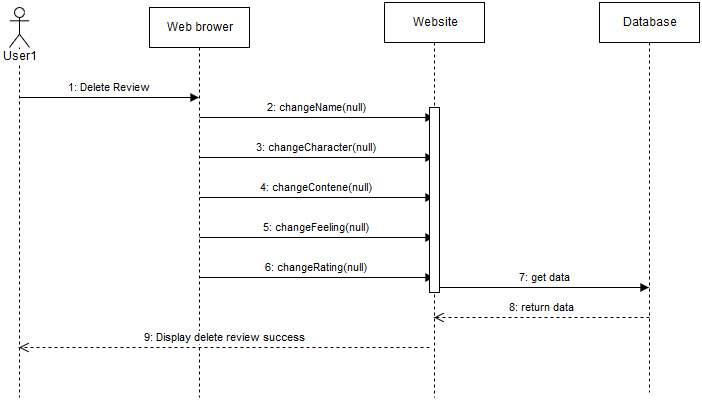 Web brower
Website
Database
User1
1: Delete Review
2: changeName(null)
3: changeCharacter(null)
4: changeContene(null)
5: changeFeeling(null)
6: changeRating(null)
7: get data
8: return data
9: Display delete review success